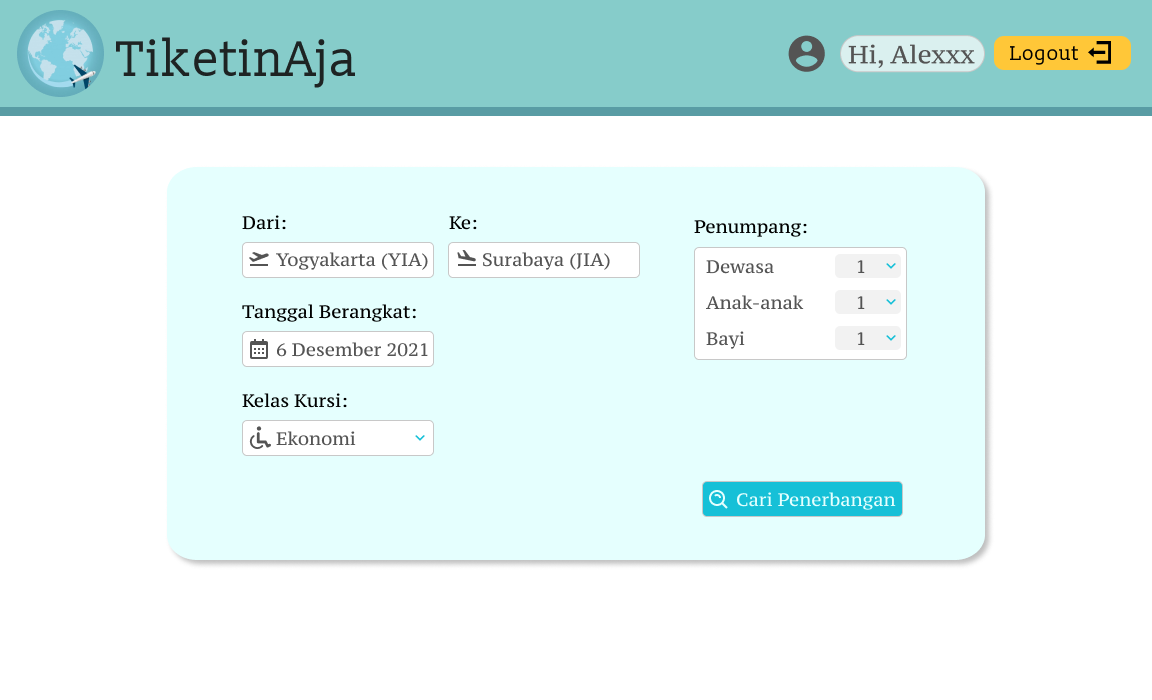 TiketinAja
Hi, Alexxx
Logout
Dari:
Yogyakarta (YIA)
Ke:
Surabaya (JIA)
Tanggal Berangkat:
6 Desember 2021
Kelas Kursi:
Ekonomi
Penumpang:
Dewasa 1
Anak-anak 1
Bayi 1
Cari Penerbangan